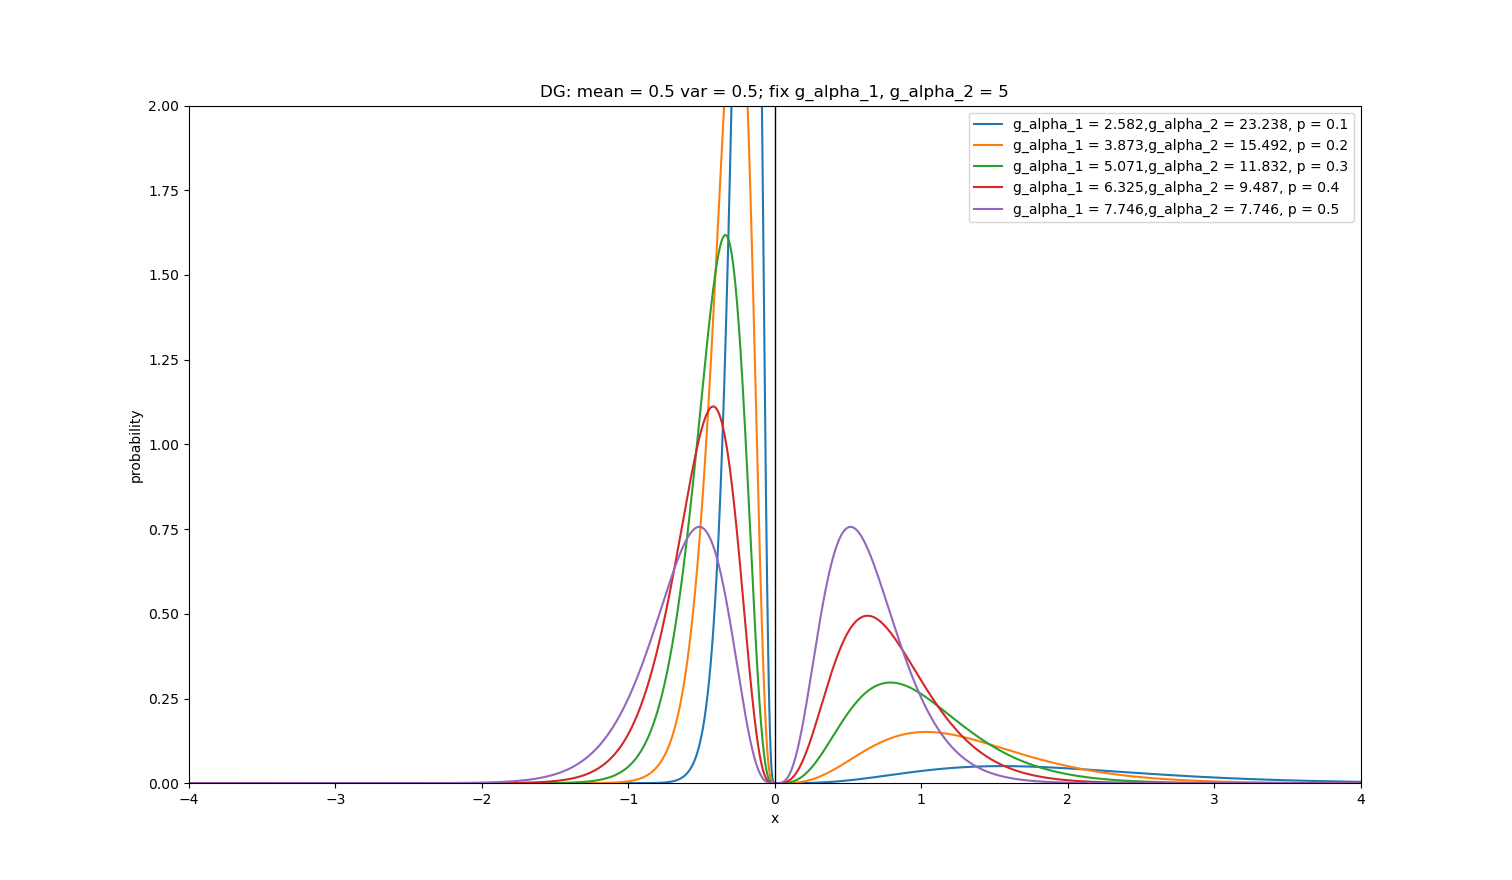 DG: mean = 0.5 var = 0.5; fix g_alpha_1, g_alpha_2 = 5
g_alpha_1 = 2.582,g_alpha_2 = 23.238, p = 0.1
g_alpha_1 = 3.873,g_alpha_2 = 15.492, p = 0.2
g_alpha_1 = 5.071,g_alpha_2 = 11.832, p = 0.3
g_alpha_1 = 6.325,g_alpha_2 = 9.487, p = 0.4
g_alpha_1 = 7.746,g_alpha_2 = 7.746, p = 0.5
2.00
1.75
1.50
1.25
1.00
0.75
0.50
0.25
0.00
probability
−4 −3 −2 −1 0 1 2 3 4
x